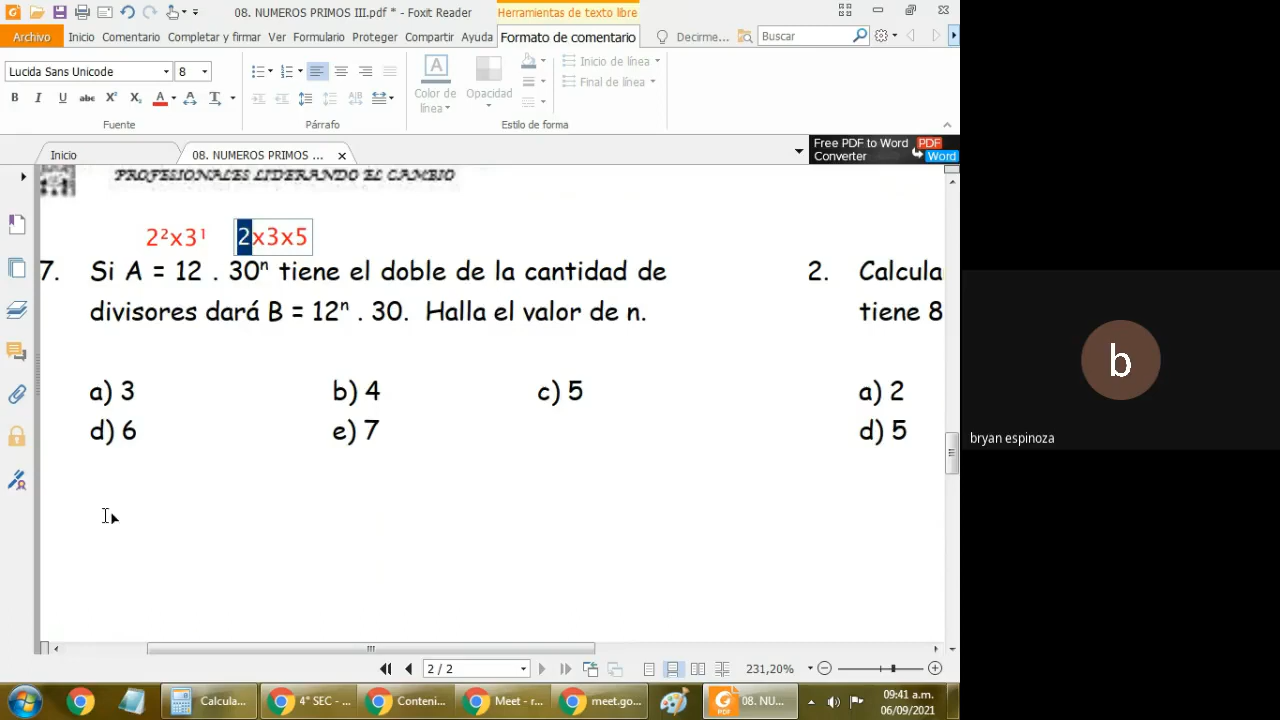 08. NUMEROS PRIMOS III.pdf * - Foxit Reader
Herramientas de texto libre
Archivo Inicio Comentario Completar y firmar Ver Formulario Proteger Compartir Ayuda Formato de comentario Decirme... Buscar
Lucida Sans Unicode 8
Color de línea
Opacidad
Inicio de línea
Final de línea
Fuente Párrafo Estilo de forma
Inicio
08. NUMEROS PRIMOS ...
Free PDF to Word Converter
PDF
Word
PROFESIONALES LIDERANDO EL CAMBIO
2²x3¹ 2x3x5
7. Si A = 12 . 30ⁿ tiene el doble de la cantidad de
divisores dará B = 12ⁿ . 30. Halla el valor de n.
a) 3 b) 4 c) 5
d) 6 e) 7
2. Calcula
tiene 8
a) 2
d) 5
b
bryan espinoza
2 / 2
231,20%
Calcula...
4° SEC - ...
Conteni...
Meet - r...
meet.go...
08. NU...
09:41 a.m.
06/09/2021